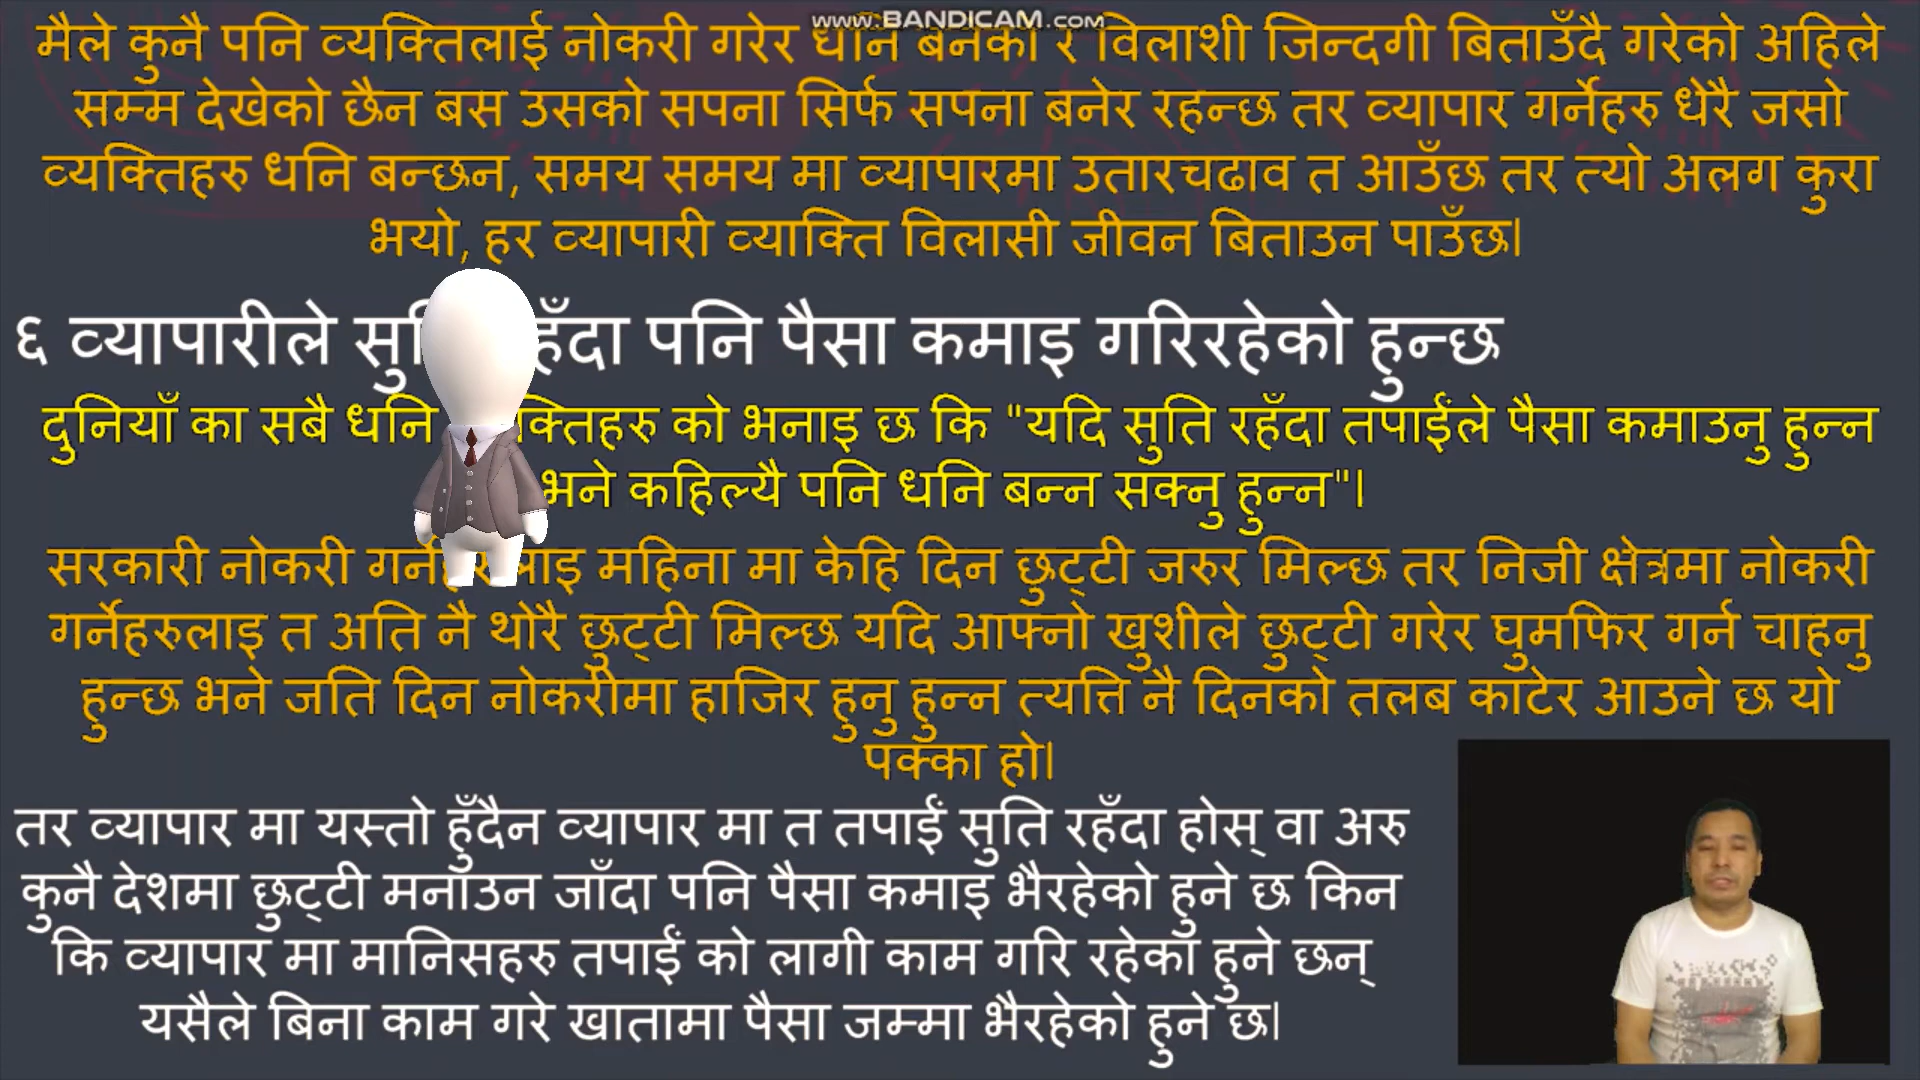 www.BANDICAM.com
मैले कुनै पनि व्यक्तिलाई नोकरी गरेर धनि बनेको र विलाशी जिन्दगी बिताउँदै गरेको अहिले
सम्म देखेको छैन बस उसको सपना सिर्फ सपना बनेर रहन्छ तर व्यापार गर्नेहरु धेरै जसो
व्यक्तिहरु धनि बन्छन, समय समय मा व्यापारमा उतारचढाव त आउँछ तर त्यो अलग कुरा
भयो, हर व्यापारी व्याक्ति विलासी जीवन बिताउन पाउँछ।
६ व्यापारीले पनि पैसा कमाइ गरिरहेको हुन्छ
दुनियाँ का सबै धनि को भनाइ छ कि "यदि सुति रहँदा तपाईंले पैसा कमाउनु हुन्न
भने कहिल्यै पनि धनि बन्न सक्नु हुन्न"।
सरकारी नोकरी गर्नेहरुलाइ महिना मा केहि दिन छुट्टी जरुर मिल्छ तर निजी क्षेत्रमा नोकरी
गर्नेहरुलाइ त अति नै थोरै छुट्टी मिल्छ यदि आफ्नो खुशीले छुट्टी गरेर घुमफिर गर्न चाहनु
हुन्छ भने जति दिन नोकरीमा हाजिर हुनु हुन्न त्यत्ति नै दिनको तलब काटेर आउने छ यो
पक्का हो।
तर व्यापार मा यस्तो हुँदैन व्यापार मा त तपाईं सुति रहँदा होस् वा अरु
कुनै देशमा छुट्टी मनाउन जाँदा पनि पैसा कमाइ भैरहेको हुने छ किन
कि व्यापार मा मानिसहरु तपाईं को लागी काम गरि रहेका हुने छन्
यसैले बिना काम गरे खातामा पैसा जम्मा भैरहेको हुने छ।